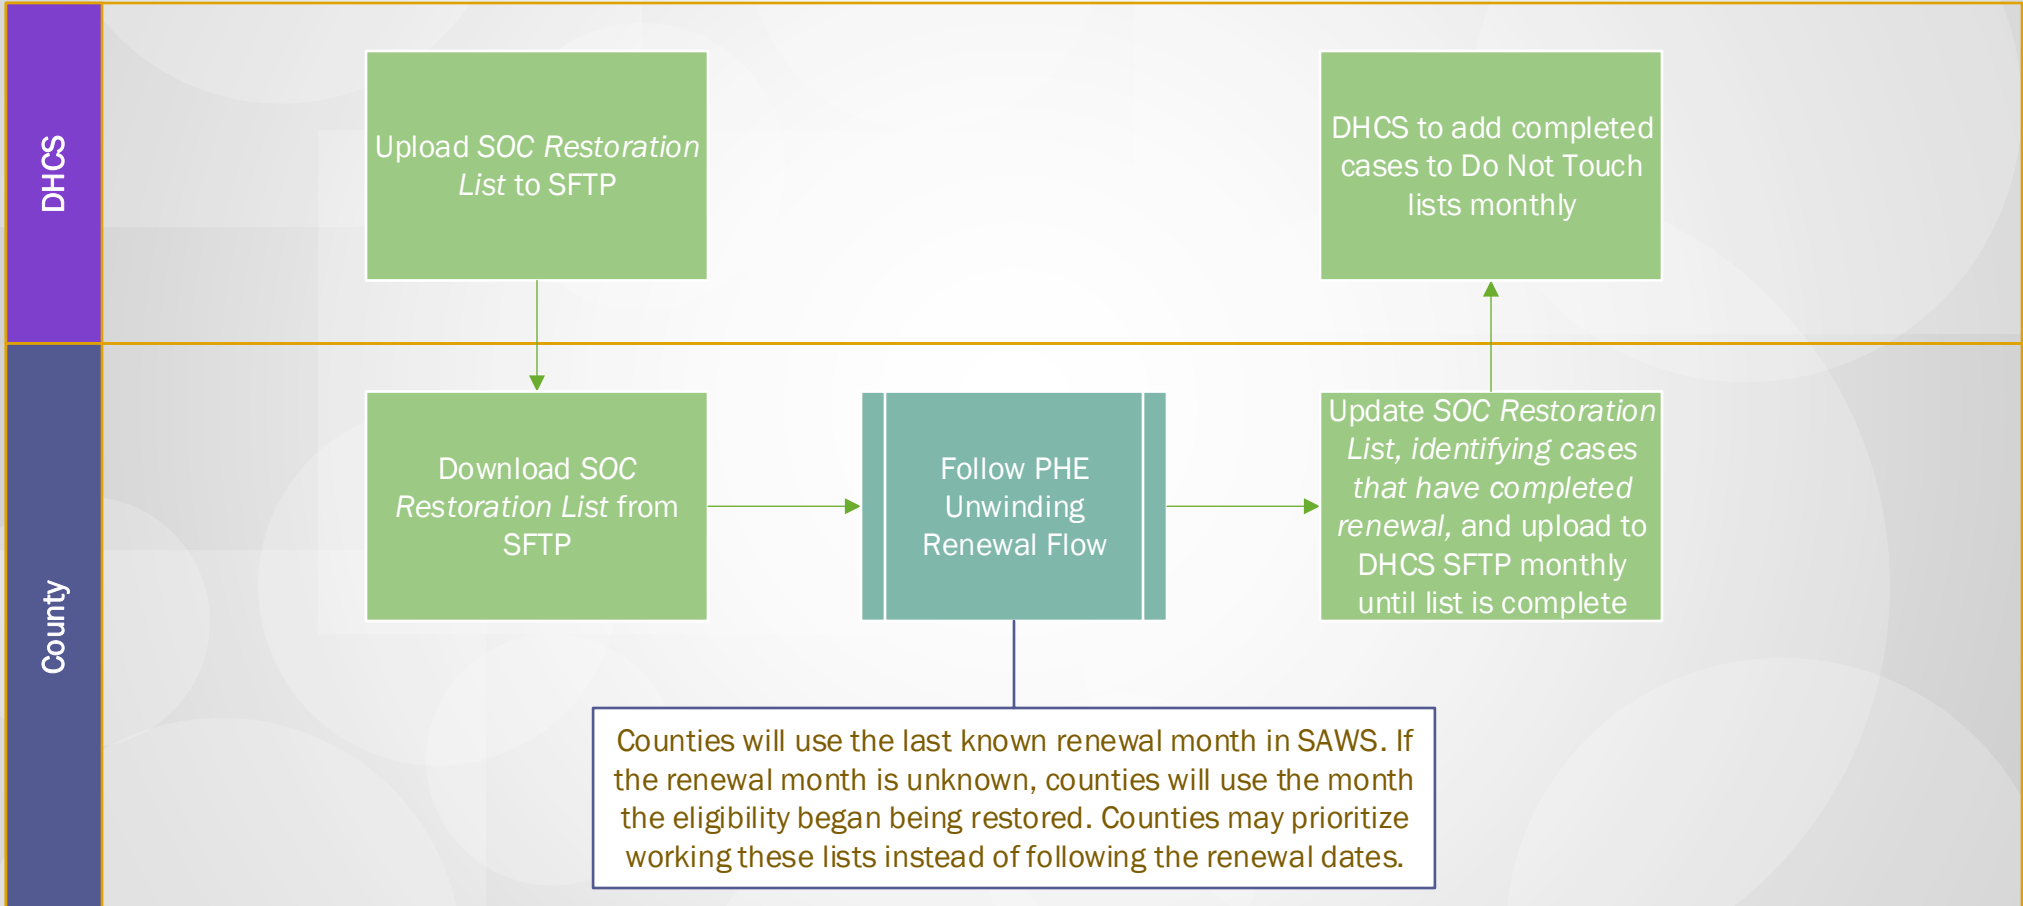 DHCS
Upload SOC Restoration
List to SFTP
DHCS to add completed
cases to Do Not Touch
lists monthly
County
Download SOC
Restoration List from
SFTP
Follow PHE
Unwinding
Renewal Flow
Update SOC Restoration
List, identifying cases
that have completed
renewal, and upload to
DHCS SFTP monthly
until list is complete
Counties will use the last known renewal month in SAWS. If
the renewal month is unknown, counties will use the month
the eligibility began being restored. Counties may prioritize
working these lists instead of following the renewal dates.